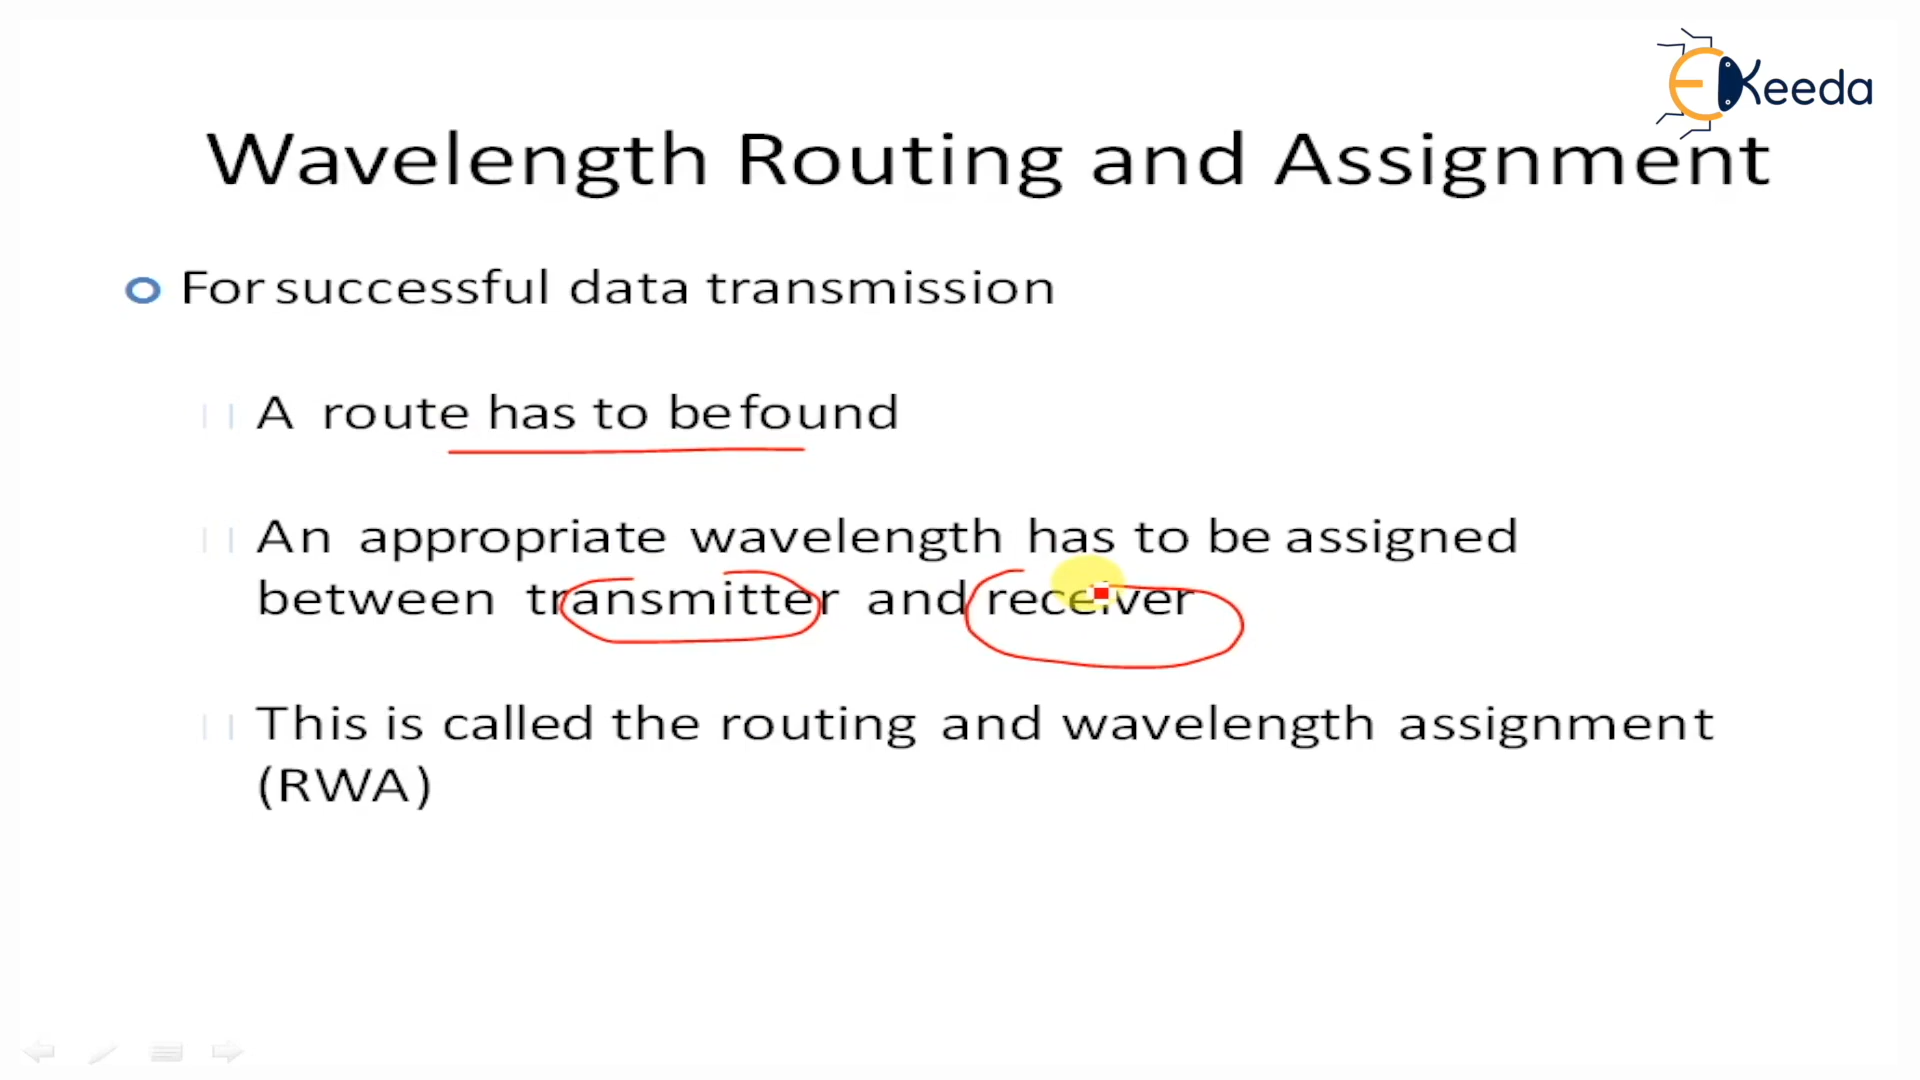 EKeeda
Wavelength Routing and Assignment
For successful data transmission
A route has to be found
An appropriate wavelength has to be assigned
between transmitter and receiver
This is called the routing and wavelength assignment
(RWA)